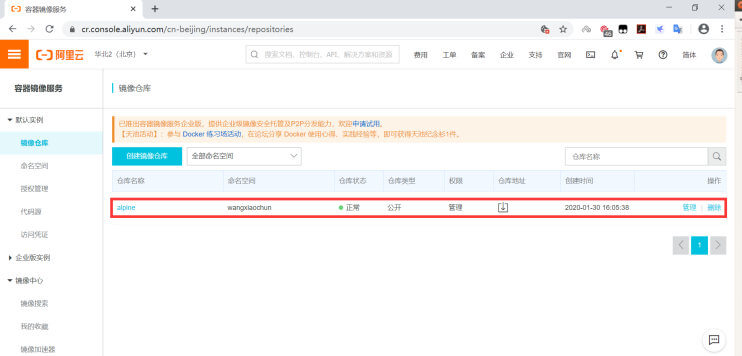 容器镜像服务
cr.console.aliyun.com/cn-beijing/instances/repositories
阿里云 华北2（北京） 搜索文档、控制台、API、解决方案和资源 费用 工单 备案 企业 支持 官网 简体
容器镜像服务
镜像仓库
默认实例
镜像仓库
命名空间
授权管理
代码源
访问凭证
企业版实例
镜像中心
镜像搜索
我的收藏
镜像加速器
已推出容器镜像服务企业版，提供企业级镜像安全托管及P2P分发能力，欢迎申请试用。
【天池活动】：参与 Docker 练习场活动，在论坛分享 Docker 使用心得、实践经验等，即可获得天池纪念衫1件。
创建镜像仓库 全部命名空间 仓库名称
仓库名称 命名空间 仓库状态 仓库类型 权限 仓库地址 创建时间 操作
alpine wangxiaochun 正常 公开 管理 2020-01-30 16:05:38 管理 | 删除
1